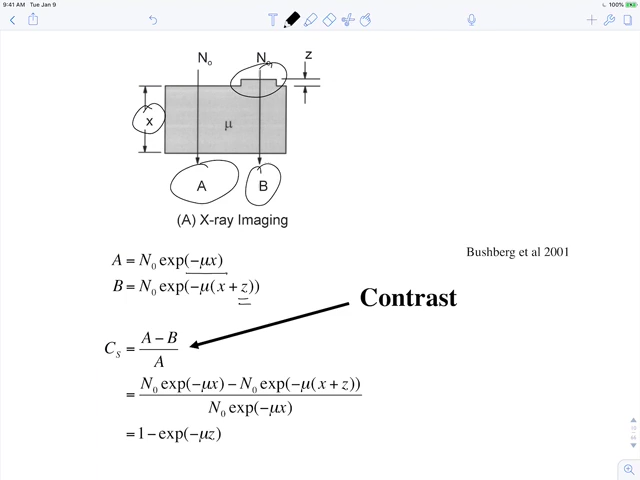 9:41 AM Tue Jan 9
100%
T
N₀ N₀ z
x
μ
A B
(A) X-ray Imaging
A = N₀ exp(−μx)
Bushberg et al 2001
B = N₀ exp(−μ(x + z))
Contrast
Cₛ = (A − B) / A
= (N₀ exp(−μx) − N₀ exp(−μ(x + z))) / (N₀ exp(−μx))
= 1 − exp(−μz)